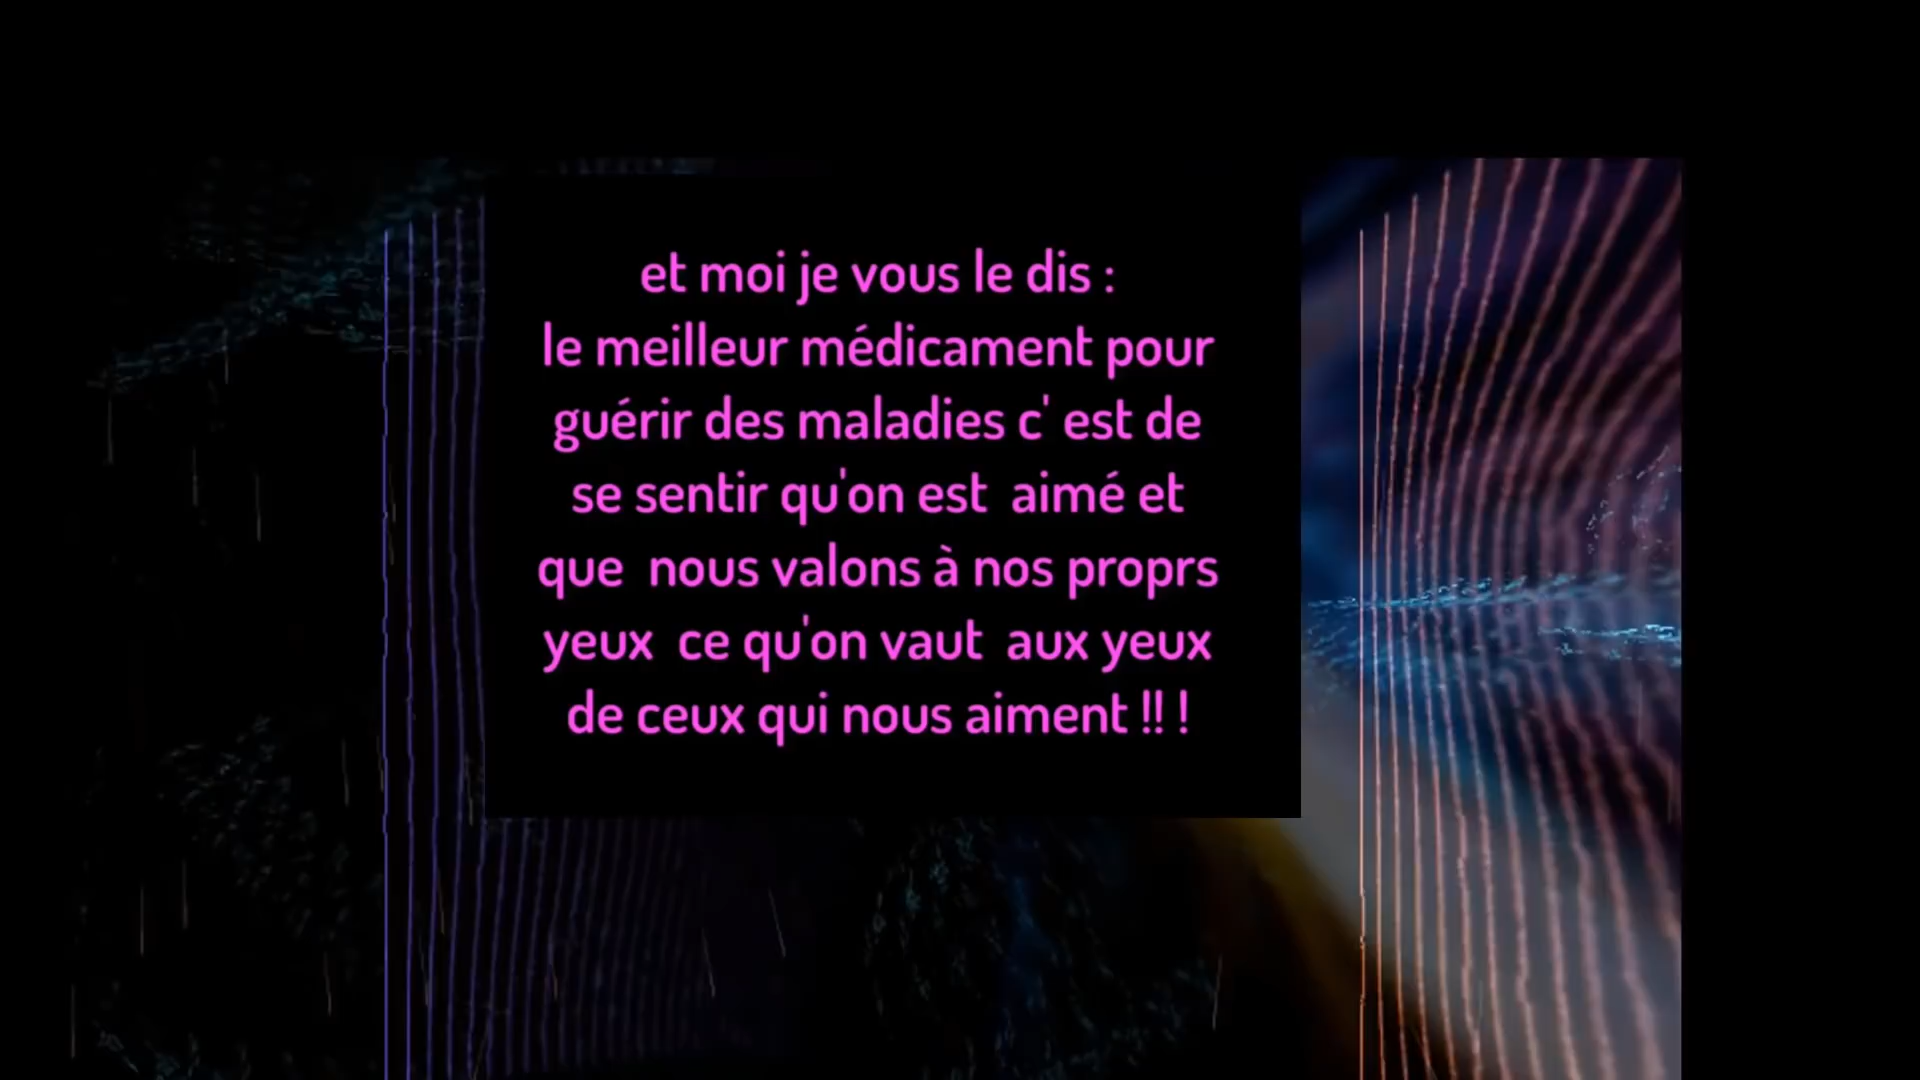 et moi je vous le dis :
le meilleur médicament pour
guérir des maladies c' est de
se sentir qu'on est  aimé et
que  nous valons à nos proprs
yeux  ce qu'on vaut  aux yeux
de ceux qui nous aiment !! !